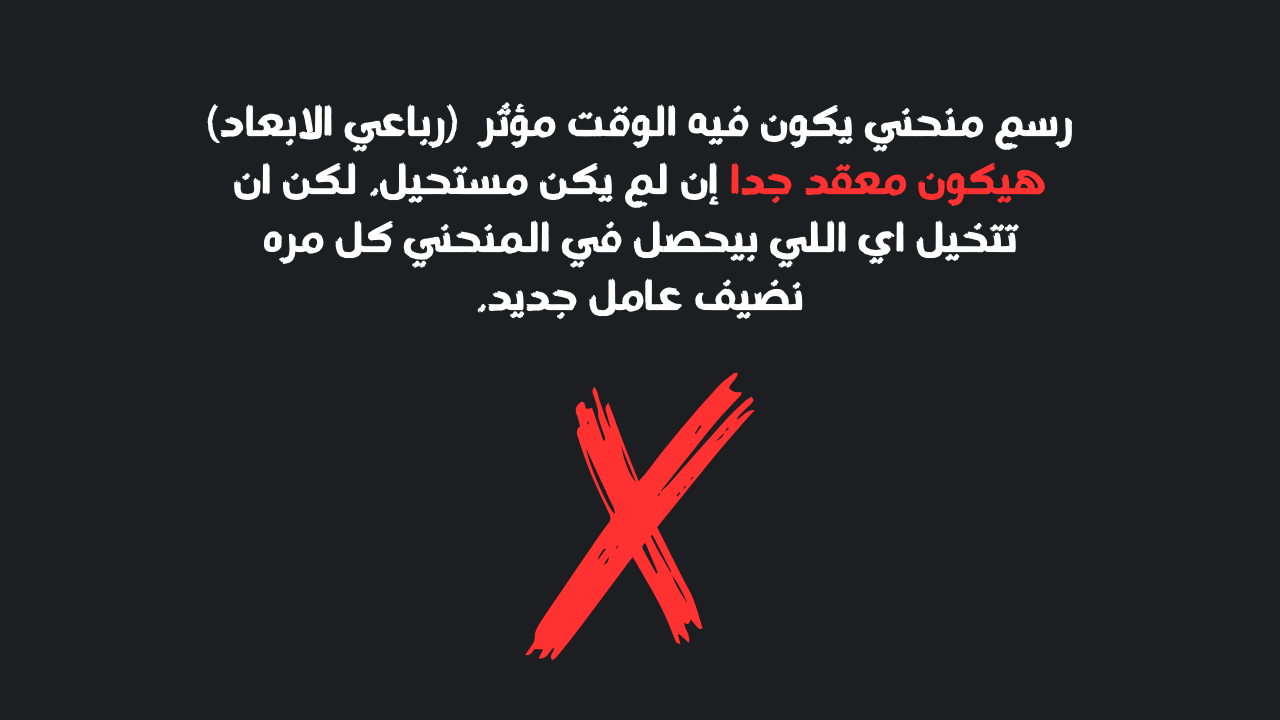 رسم منحني يكون فيه الوقت مؤثر (رباعي الابعاد)
هيكون معقد جدا إن لم يكن مستحيل، لكن ان
تتخيل اي اللي بيحصل في المنحني كل مره
نضيف عامل جديد.